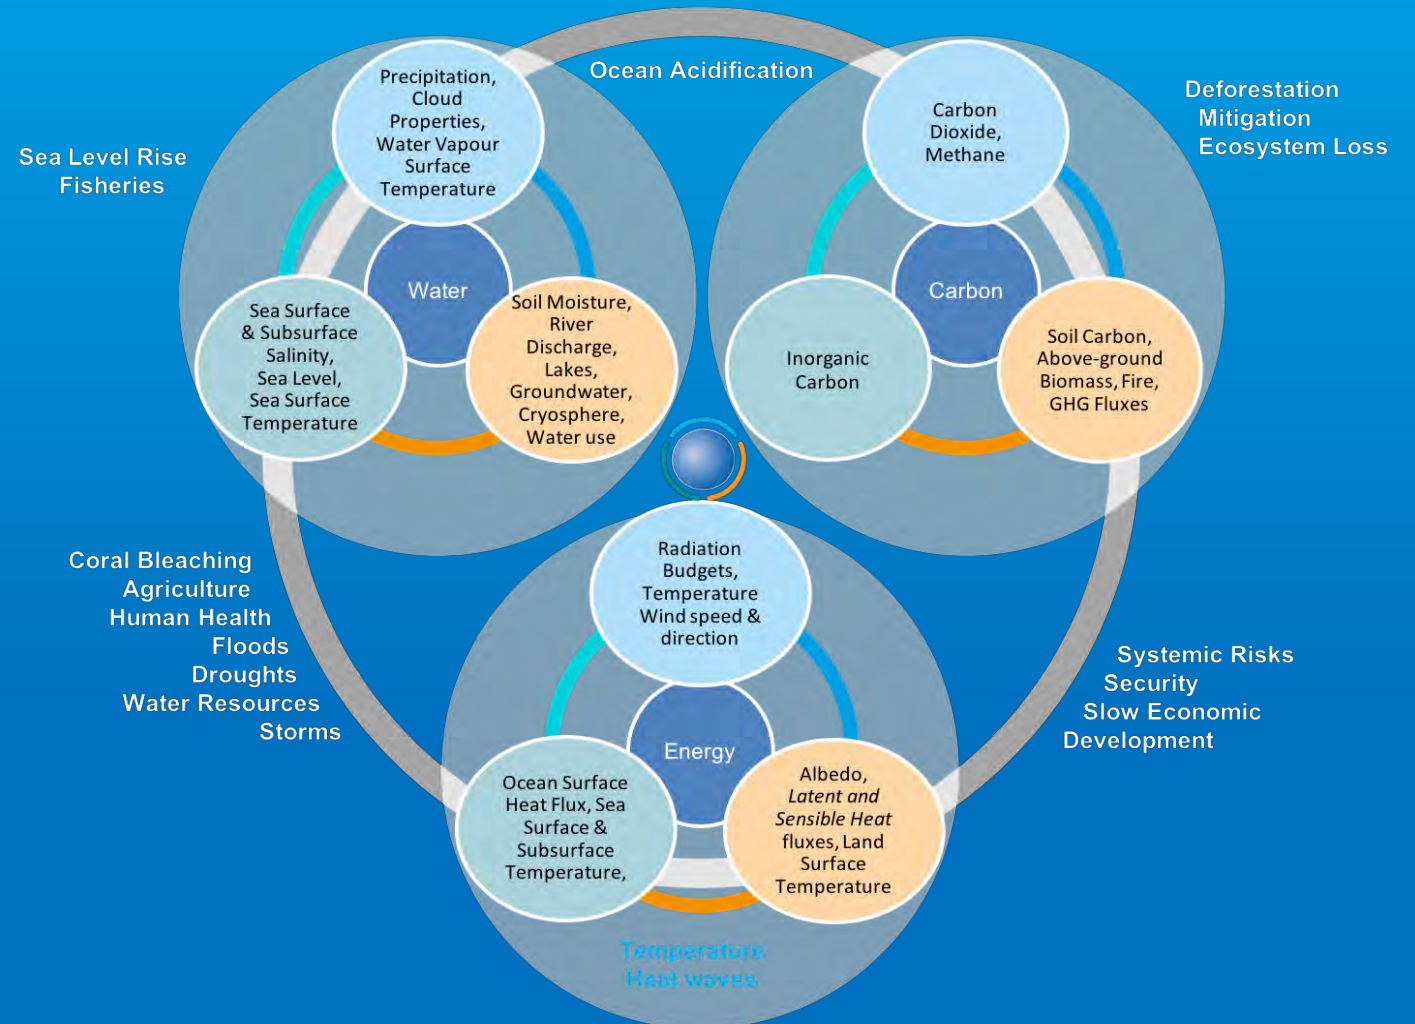 Ocean Acidification
Sea Level Rise
Fisheries
Deforestation
Mitigation
Ecosystem Loss
Precipitation,
Cloud
Properties,
Water Vapour
Surface
Temperature
Water
Sea Surface
& Subsurface
Salinity,
Sea Level,
Sea Surface
Temperature
Soil Moisture,
River
Discharge,
Lakes,
Groundwater,
Cryosphere,
Water use
Carbon
Dioxide,
Methane
Carbon
Inorganic
Carbon
Soil Carbon,
Above-ground
Biomass, Fire,
GHG Fluxes
Coral Bleaching
Agriculture
Human Health
Floods
Droughts
Water Resources
Storms
Radiation
Budgets,
Temperature
Wind speed &
direction
Energy
Ocean Surface
Heat Flux, Sea
Surface &
Subsurface
Temperature,
Albedo,
Latent and
Sensible Heat
fluxes, Land
Surface
Temperature
Systemic Risks
Security
Slow Economic
Development
Temperature
Heat waves